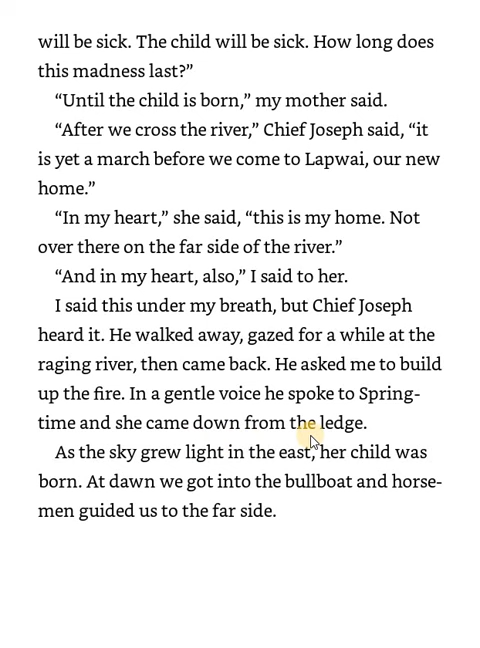 will be sick. The child will be sick. How long does
this madness last?”
“Until the child is born,” my mother said.
“After we cross the river,” Chief Joseph said, “it
is yet a march before we come to Lapwai, our new
home.”
“In my heart,” she said, “this is my home. Not
over there on the far side of the river.”
“And in my heart, also,” I said to her.
I said this under my breath, but Chief Joseph
heard it. He walked away, gazed for a while at the
raging river, then came back. He asked me to build
up the fire. In a gentle voice he spoke to Spring-
time and she came down from the ledge.
As the sky grew light in the east, her child was
born. At dawn we got into the bullboat and horse-
men guided us to the far side.